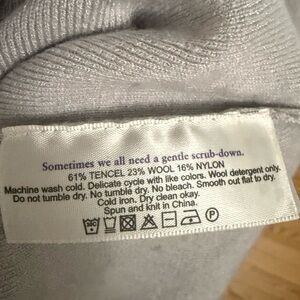 Sometimes we all need a gentle scrub-down.
61% TENCEL 23% WOOL 16% NYLON
Machine wash cold. Delicate cycle with like colors. Wool detergent only.
Do not tumble dry. No tumble dry. No bleach. Smooth out flat to dry.
Cold iron. Dry clean okay.
Spun and knit in China.